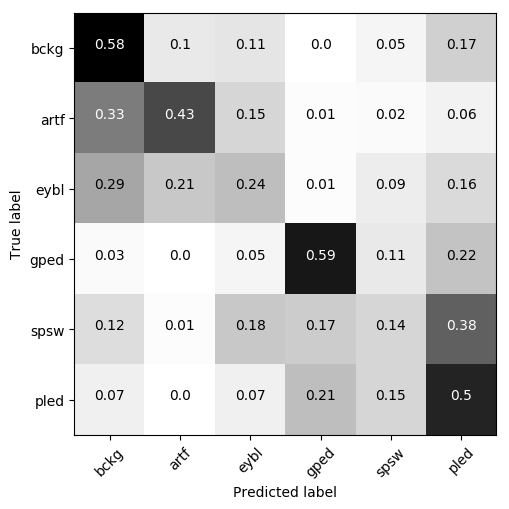 bckg 0.58 0.1 0.11 0.0 0.05 0.17
artf 0.33 0.43 0.15 0.01 0.02 0.06
eybl 0.29 0.21 0.24 0.01 0.09 0.16
gped 0.03 0.0 0.05 0.59 0.11 0.22
spsw 0.12 0.01 0.18 0.17 0.14 0.38
pled 0.07 0.0 0.07 0.21 0.15 0.5
True label
bckg artf eybl gped spsw pled
Predicted label